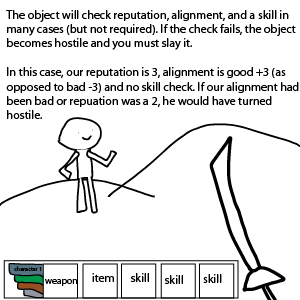 The object will check reputation, alignment, and a skill in
many cases (but not required). If the check fails, the object
becomes hostile and you must slay it.
In this case, our reputation is 3, alignment is good +3 (as
opposed to bad -3) and no skill check. If our alignment had
been bad or repuation was a 2, he would have turned
hostile.
character 1
weapon
item
skill
skill
skill